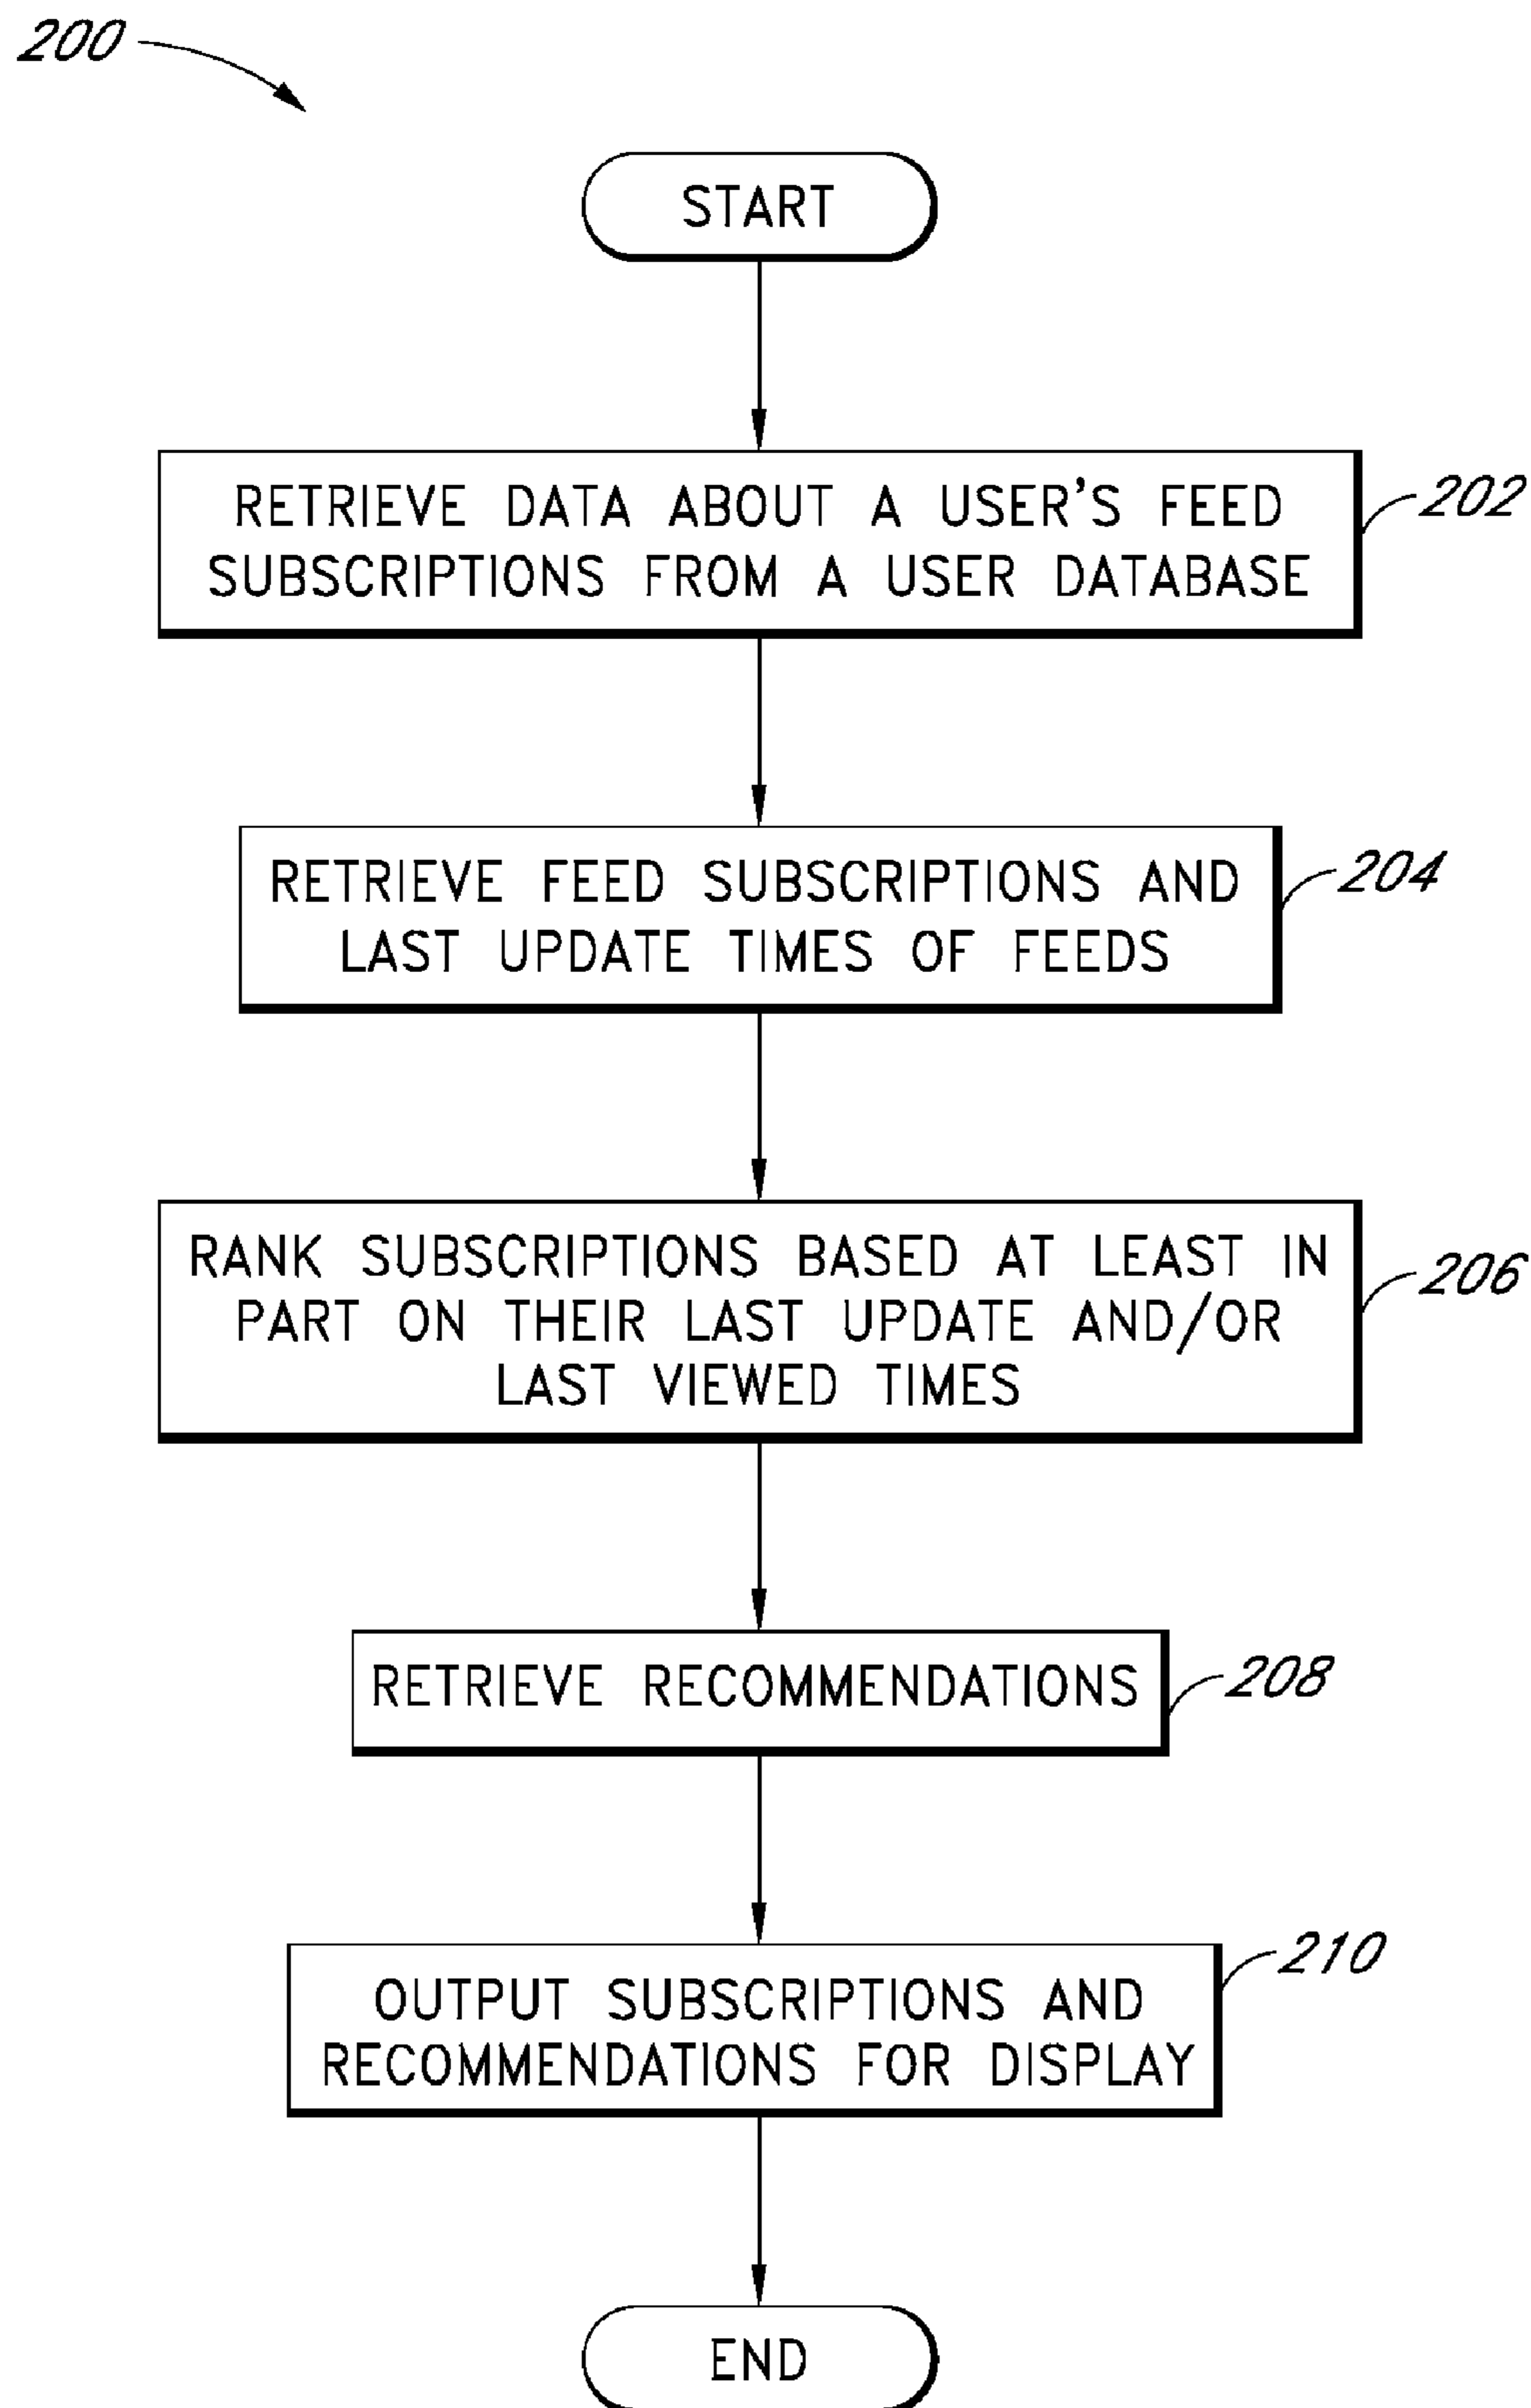 200
START
RETRIEVE DATA ABOUT A USER'S FEED
SUBSCRIPTIONS FROM A USER DATABASE
202
RETRIEVE FEED SUBSCRIPTIONS AND
LAST UPDATE TIMES OF FEEDS
204
RANK SUBSCRIPTIONS BASED AT LEAST IN
PART ON THEIR LAST UPDATE AND/OR
LAST VIEWED TIMES
206
RETRIEVE RECOMMENDATIONS
208
OUTPUT SUBSCRIPTIONS AND
RECOMMENDATIONS FOR DISPLAY
210
END